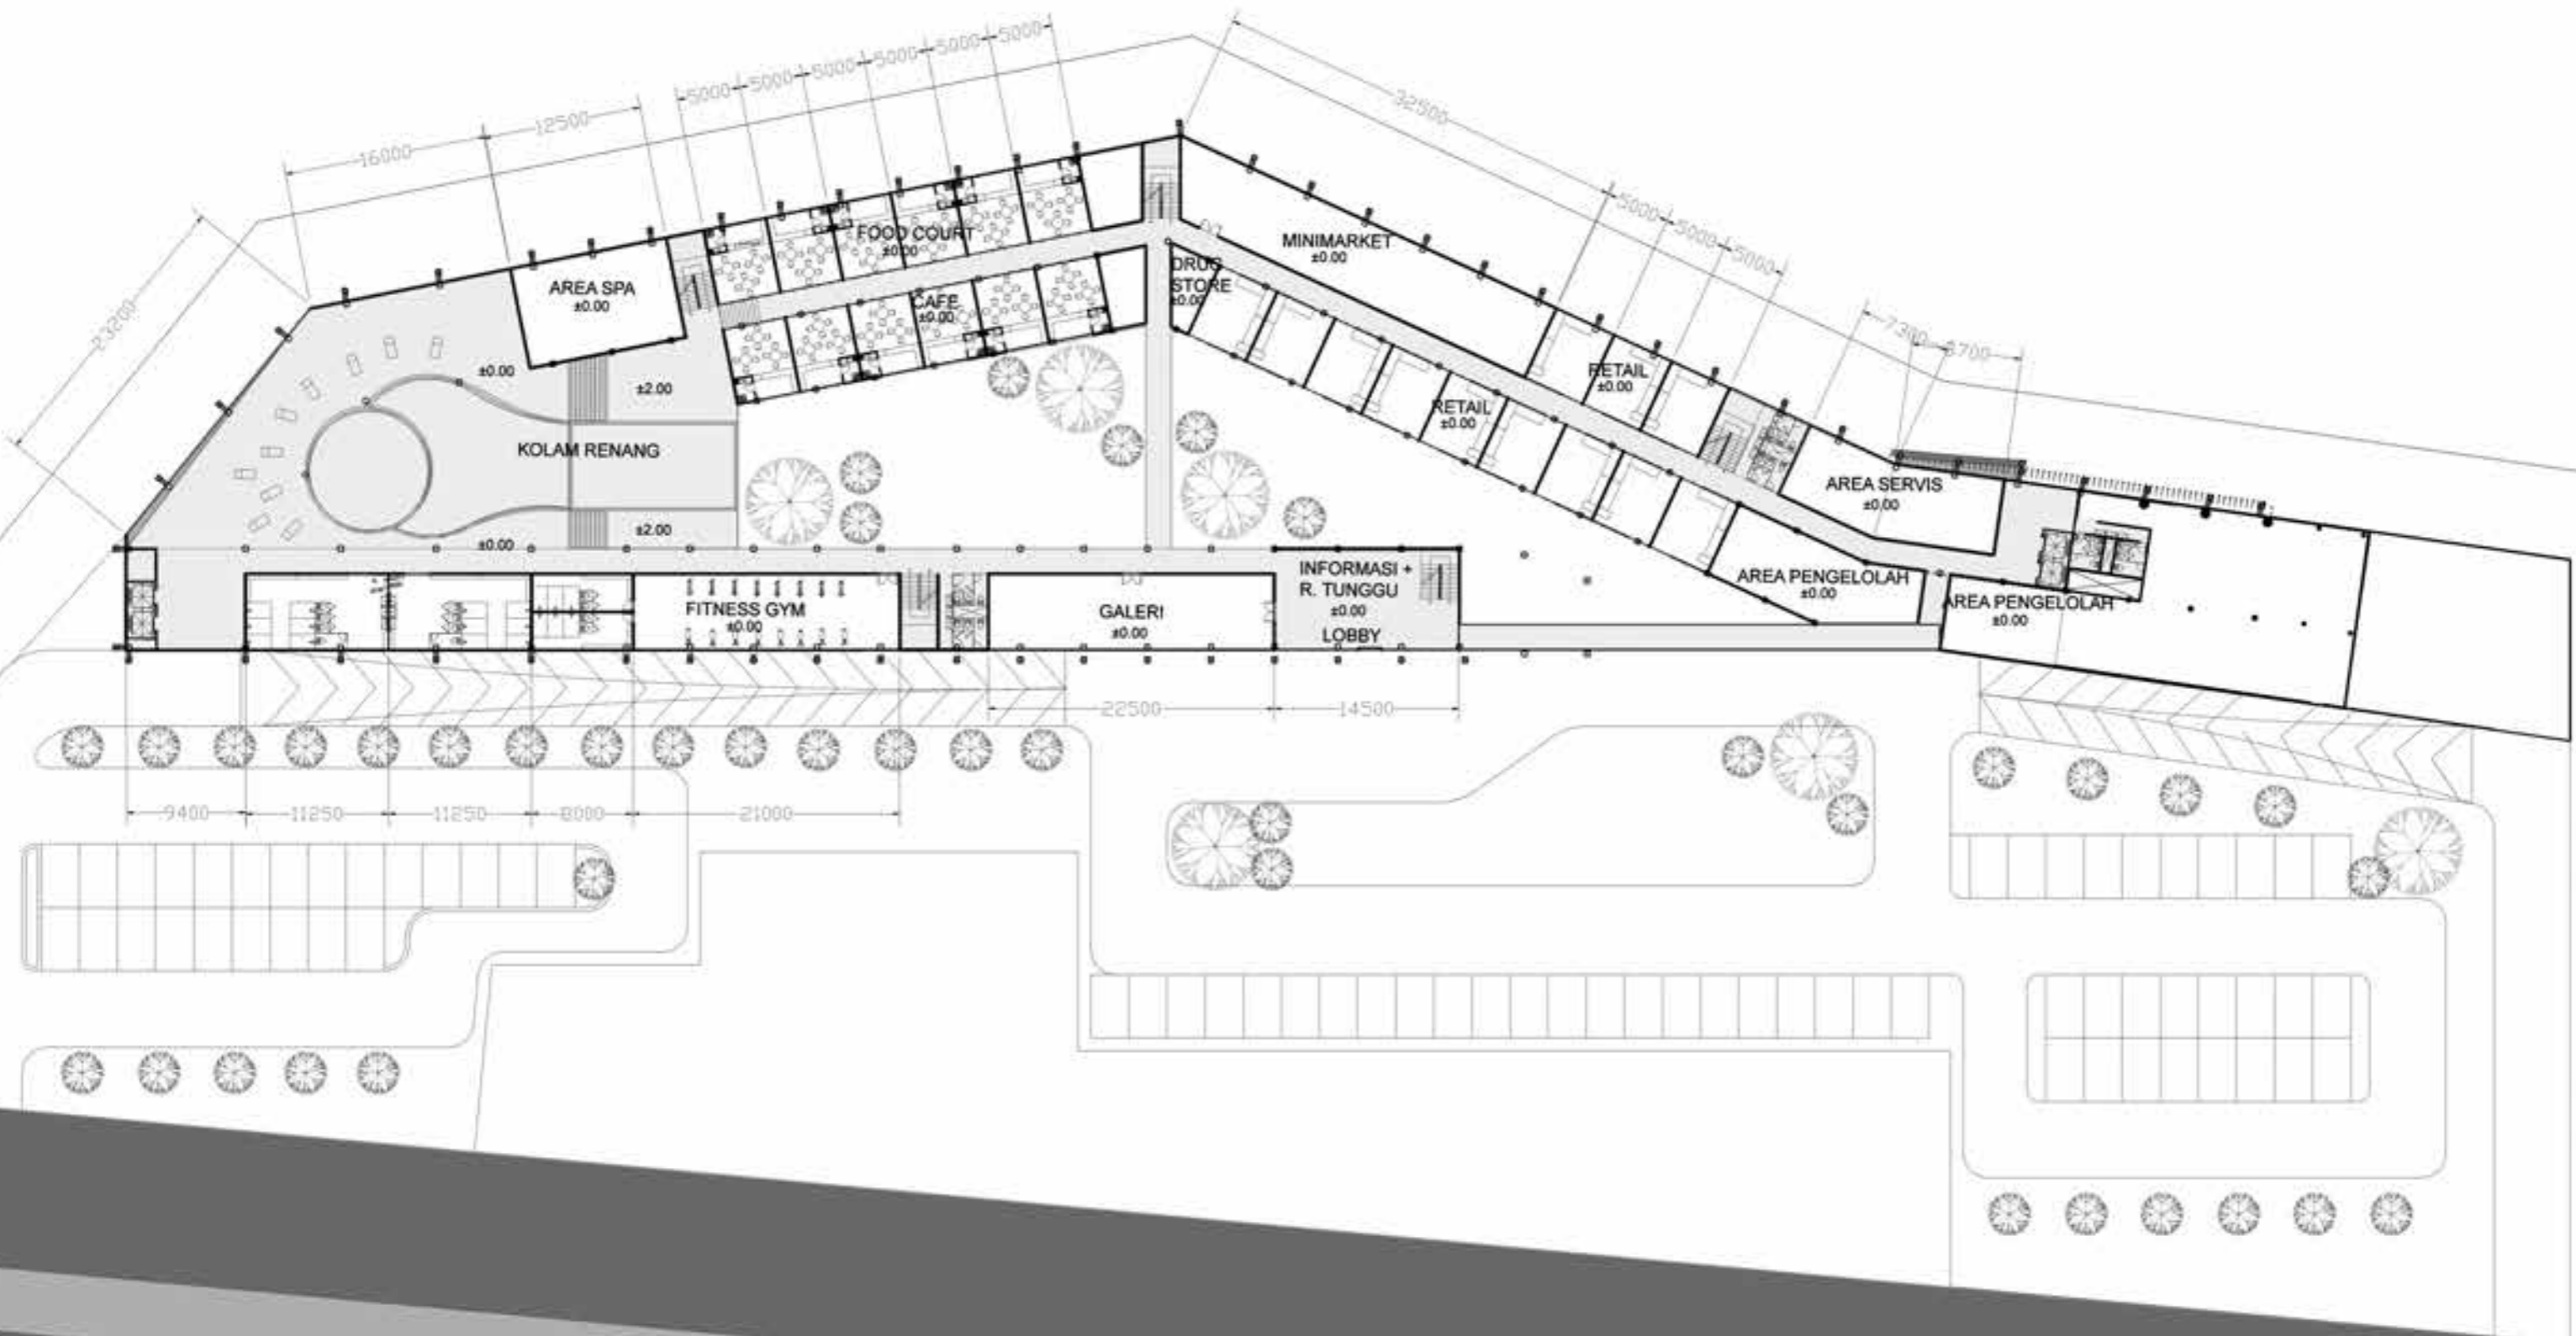 5000
5000
5000
5000
5000
5000
12500
16000
23200
32500
5000
5000
5000
7300
3700
AREA SPA
±0.00
FOOD COURT
±0.00
CAFE
±0.00
MINIMARKET
±0.00
DRUG
STORE
±0.00
RETAIL
±0.00
RETAIL
±0.00
±0.00
±2.00
KOLAM RENANG
±2.00
±0.00
AREA SERVIS
±0.00
AREA PENGELOLAH
±0.00
AREA PENGELOLAH
±0.00
FITNESS GYM
±0.00
GALERI
±0.00
INFORMASI +
R. TUNGGU
±0.00
LOBBY
22500
14500
9400
11250
11250
8000
21000